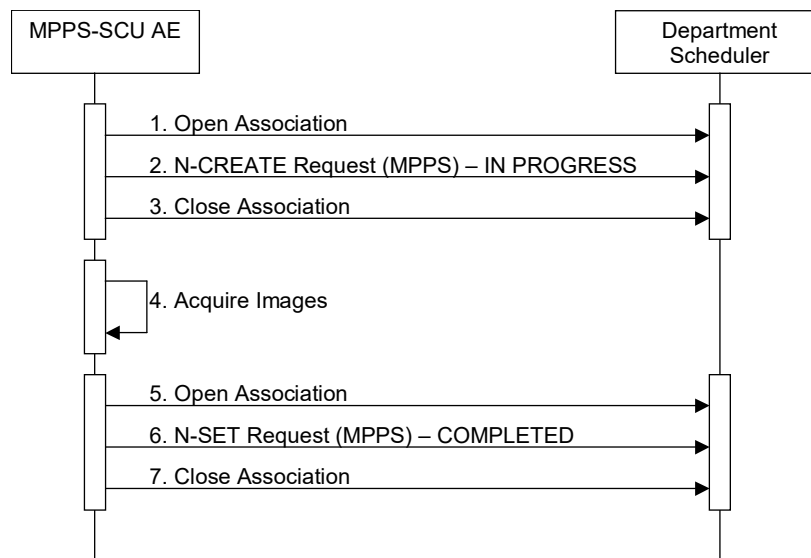 MPPS-SCU AE
Department
Scheduler
1. Open Association
2. N-CREATE Request (MPPS) – IN PROGRESS
3. Close Association
4. Acquire Images
5. Open Association
6. N-SET Request (MPPS) – COMPLETED
7. Close Association